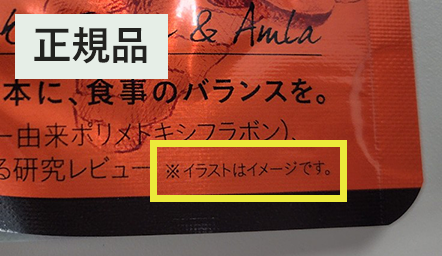 正規品
& Amla
本に、食事のバランスを。
ー由来ポリメトキシフラボン)、
る研究レビュー ※イラストはイメージです。